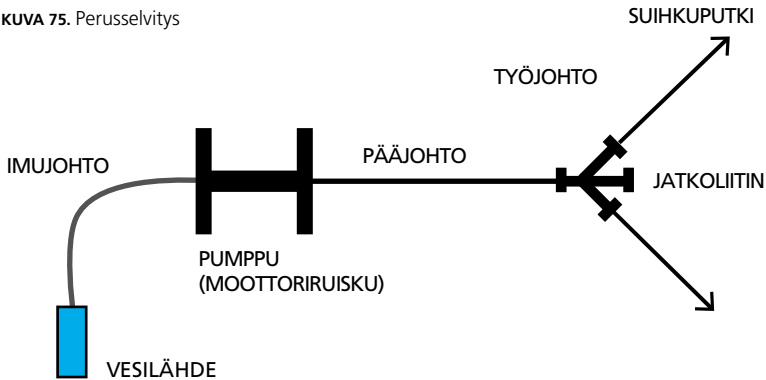 KUVA 75. Perusselvitys
SUIHKUPUTKI
TYÖJOHTO
IMUJOHTO
PÄÄJOHTO
JATKOLIITIN
PUMPPU
(MOOTTORIRUISKU)
VESILÄHDE